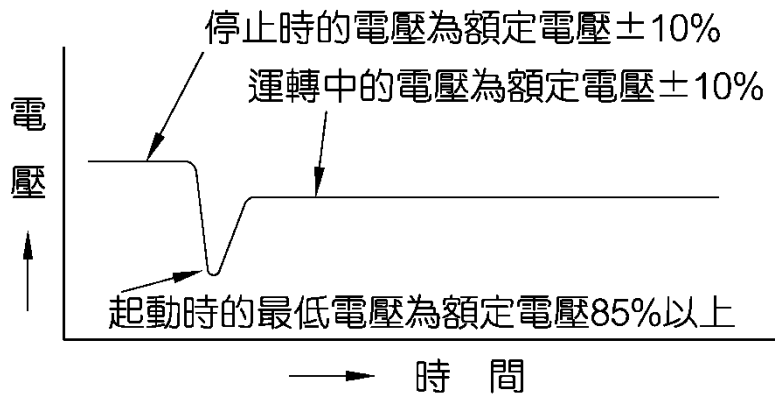 停止時的電壓為額定電壓±10%
運轉中的電壓為額定電壓±10%
電壓
起動時的最低電壓為額定電壓85%以上
時 間